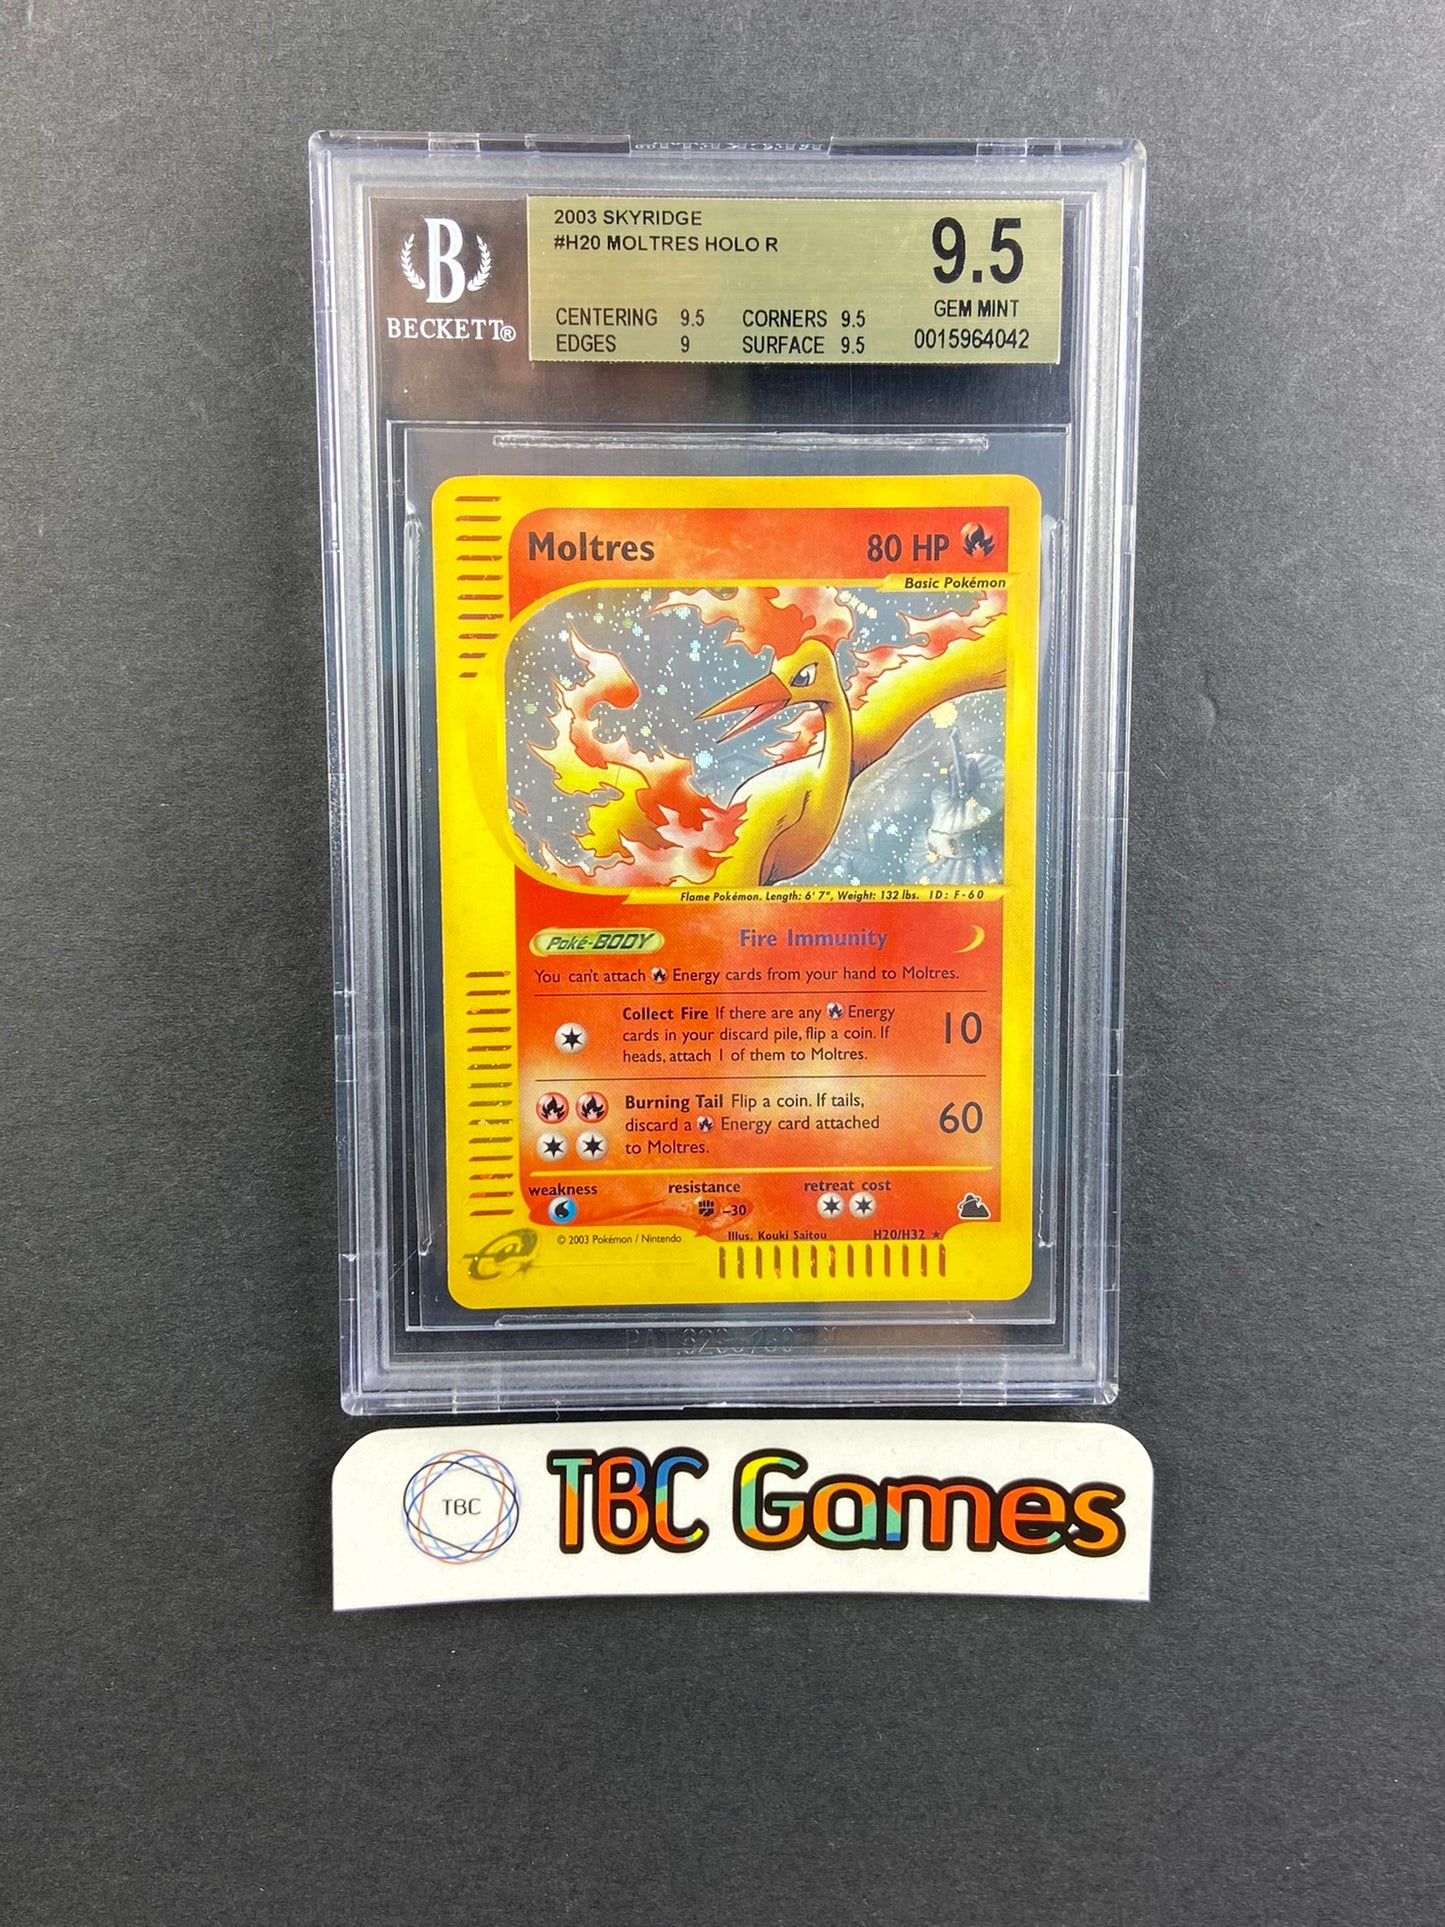 BECKETT
B
BECKETT®
2003 SKYRIDGE
#H20 MOLTRES HOLO R
CENTERING 9.5 CORNERS 9.5
EDGES 9 SURFACE 9.5
9.5
GEM MINT
0015964042
Moltres 80 HP
Basic Pokémon
Flame Pokémon. Length: 6' 7", Weight: 132 lbs. ID: F-60
Poké-BODY Fire Immunity
You can't attach Energy cards from your hand to Moltres.
Collect Fire If there are any Energy
cards in your discard pile, flip a coin. If
heads, attach 1 of them to Moltres.
10
Burning Tail Flip a coin. If tails,
discard a Energy card attached
to Moltres.
60
weakness resistance retreat cost
-30
© 2003 Pokémon / Nintendo Illus. Kouki Saitou H20/H32 ★
e
TBC
TBC Games